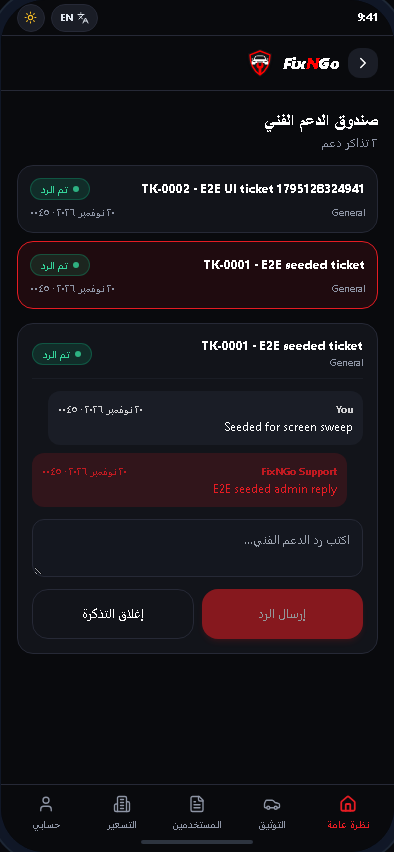 9:41
EN
FixNGo
صندوق الدعم الفني
٢ تذاكر دعم
TK-0002 - E2E UI ticket 1795128324941
تم الرد
General
٢٠ نوفمبر ٢٠٢٦ · ٠٠:٤٥
TK-0001 - E2E seeded ticket
تم الرد
General
٢٠ نوفمبر ٢٠٢٦ · ٠٠:٤٥
TK-0001 - E2E seeded ticket
تم الرد
General
You
٢٠ نوفمبر ٢٠٢٦ · ٠٠:٤٥
Seeded for screen sweep
FixNGo Support
٢٠ نوفمبر ٢٠٢٦ · ٠٠:٤٥
E2E seeded admin reply
اكتب رد الدعم الفني...
إرسال الرد
إغلاق التذكرة
نظرة عامة
التوثيق
المستخدمين
التسعير
حسابي